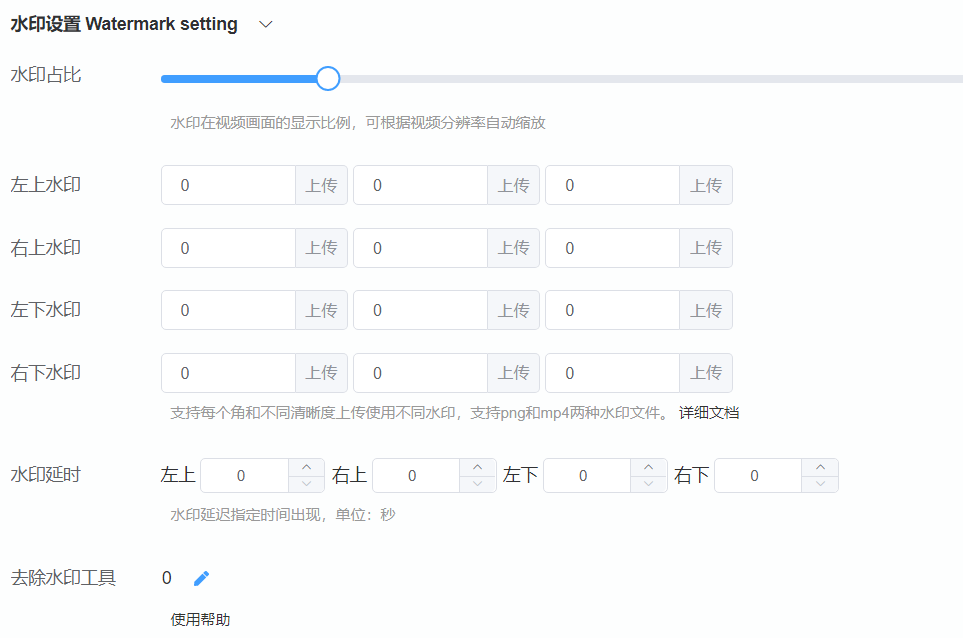 水印设置 Watermark setting
水印占比
水印在视频画面的显示比例，可根据视频分辨率自动缩放
左上水印 0 上传 0 上传 0 上传
右上水印 0 上传 0 上传 0 上传
左下水印 0 上传 0 上传 0 上传
右下水印 0 上传 0 上传 0 上传
支持每个角和不同清晰度上传使用不同水印，支持png和mp4两种水印文件。 详细文档
水印延时 左上 0 右上 0 左下 0 右下 0
水印延迟指定时间出现，单位：秒
去除水印工具 0
使用帮助